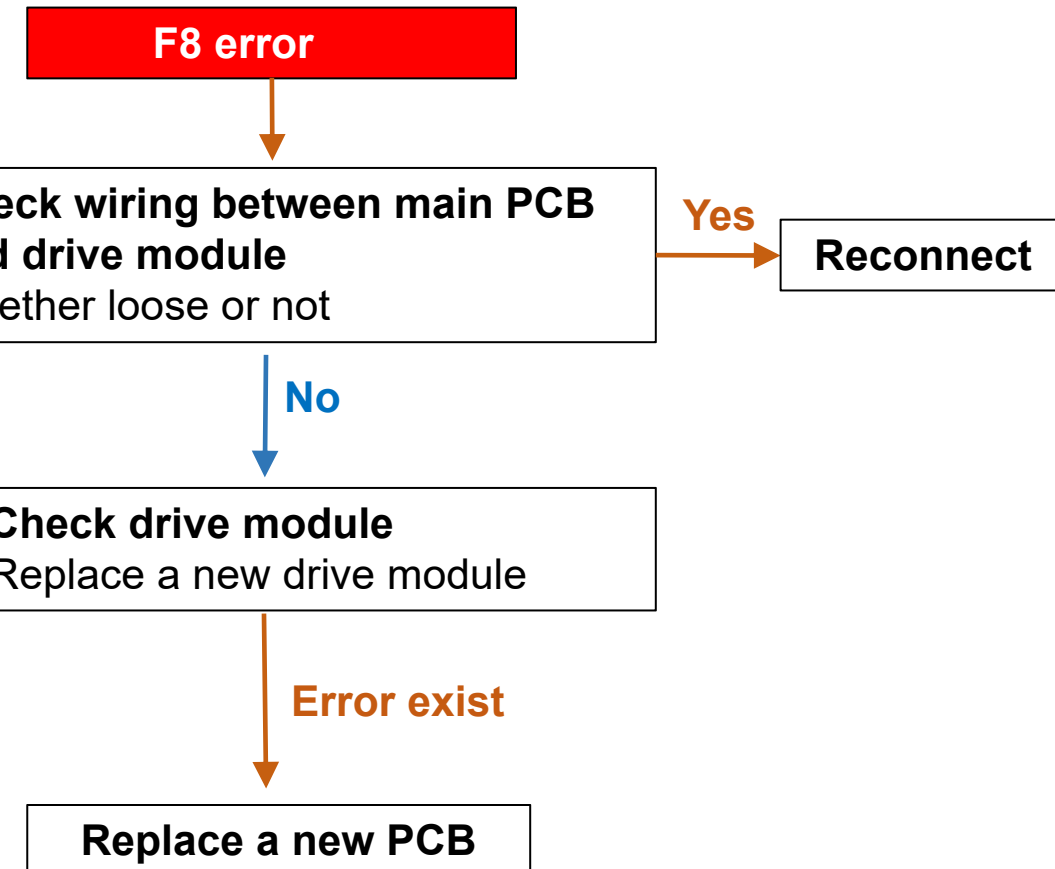 F8 error
eck wiring between main PCB
d drive module
ether loose or not
Yes
Reconnect
No
Check drive module
Replace a new drive module
Error exist
Replace a new PCB